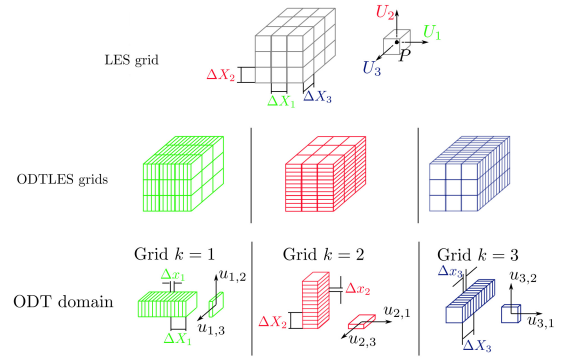 U₂
U₁
LES grid
P
U₃
ΔX₂
ΔX₃
ΔX₁
ODTLES grids
Grid k = 1
Grid k = 2
Grid k = 3
Δx₁
u₁,₂
Δx₃
u₃,₂
ODT domain
Δx₂
ΔX₂
u₂,₁
u₃,₁
u₁,₃
ΔX₁
u₂,₃
ΔX₃